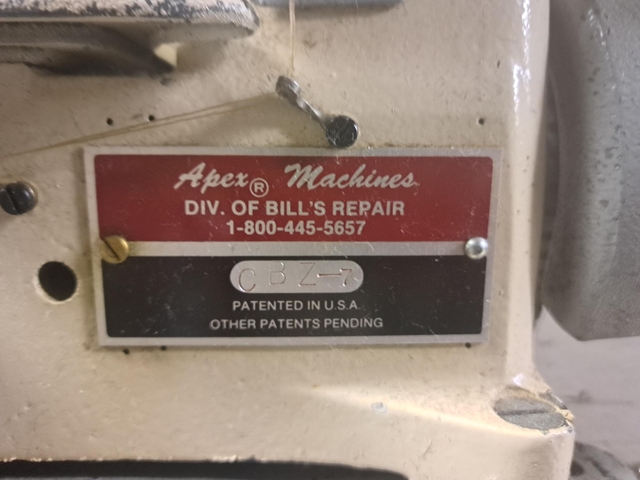 Apex® Machines
DIV. OF BILL'S REPAIR
1-800-445-5657
CBZ-7
PATENTED IN U.S.A.
OTHER PATENTS PENDING